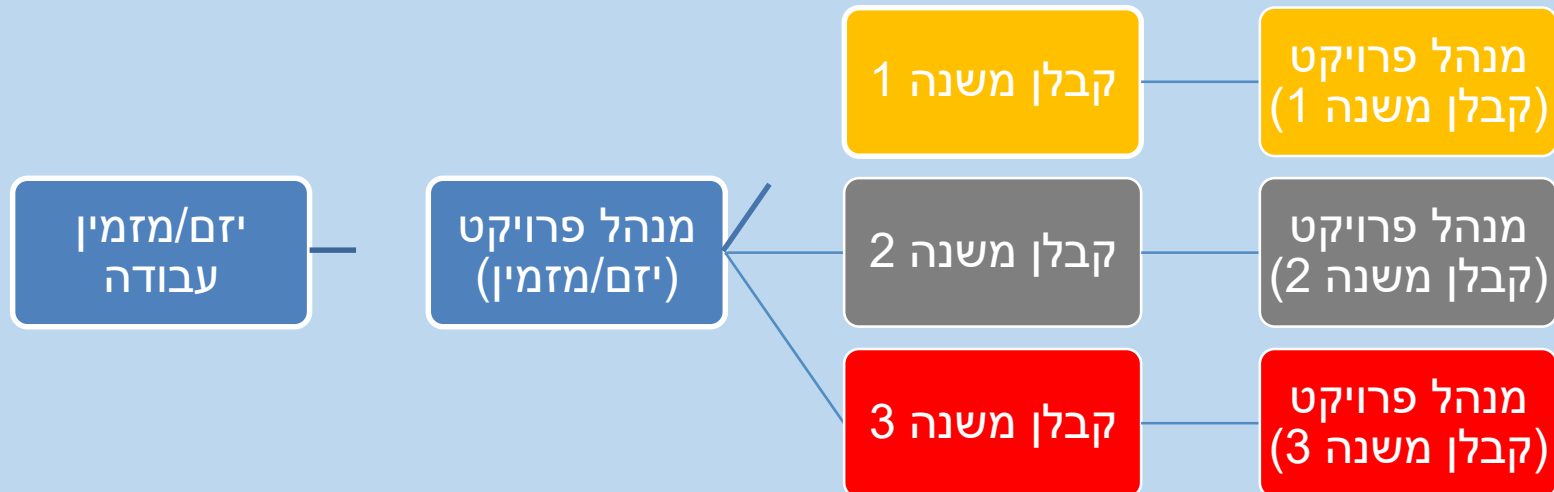 יזם/מזמין
עבודה
מנהל פרויקט
(יזם/מזמין)
קבלן משנה 1
מנהל פרויקט
(קבלן משנה 1)
קבלן משנה 2
מנהל פרויקט
(קבלן משנה 2)
קבלן משנה 3
מנהל פרויקט
(קבלן משנה 3)